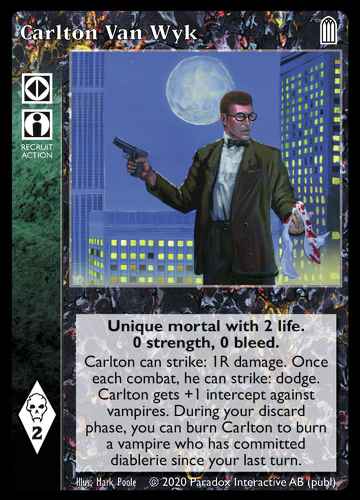 Carlton Van Wyk
RECRUIT
ACTION
Unique mortal with 2 life.
0 strength, 0 bleed.
Carlton can strike: 1R damage. Once
each combat, he can strike: dodge.
Carlton gets +1 intercept against
vampires. During your discard
phase, you can burn Carlton to burn
a vampire who has committed
diablerie since your last turn.
2
Illus: Mark Poole © 2020 Paradox Interactive AB (publ)